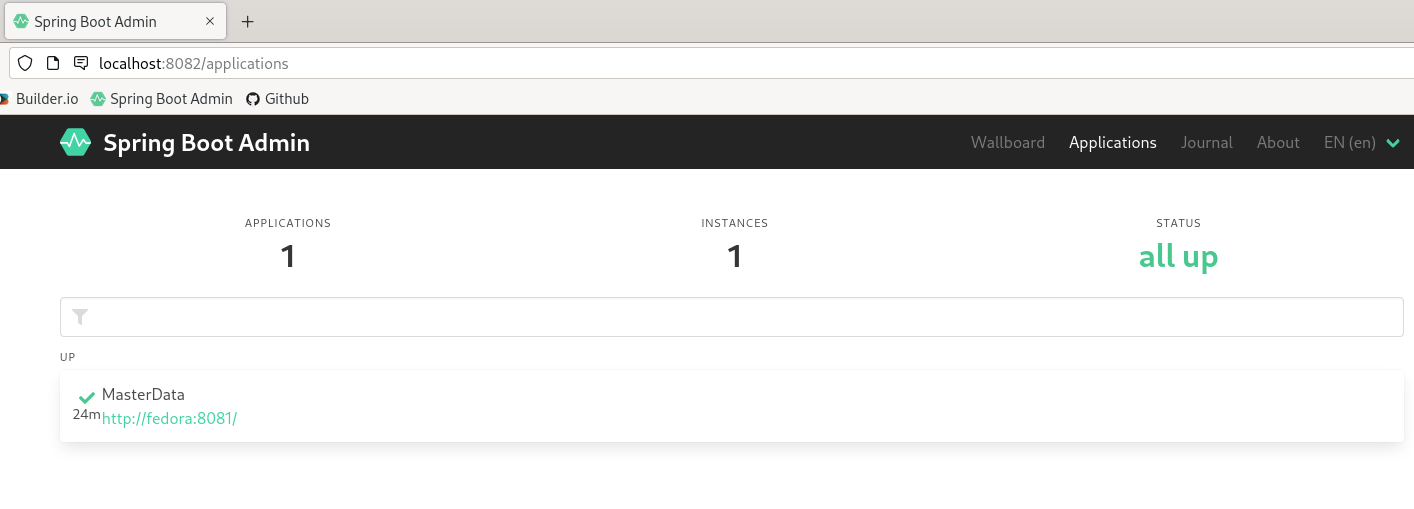 Spring Boot Admin
localhost:8082/applications
Builder.io Spring Boot Admin Github
Spring Boot Admin Wallboard Applications Journal About EN (en)
APPLICATIONS INSTANCES STATUS
1 1 all up
UP
MasterData
24m http://fedora:8081/